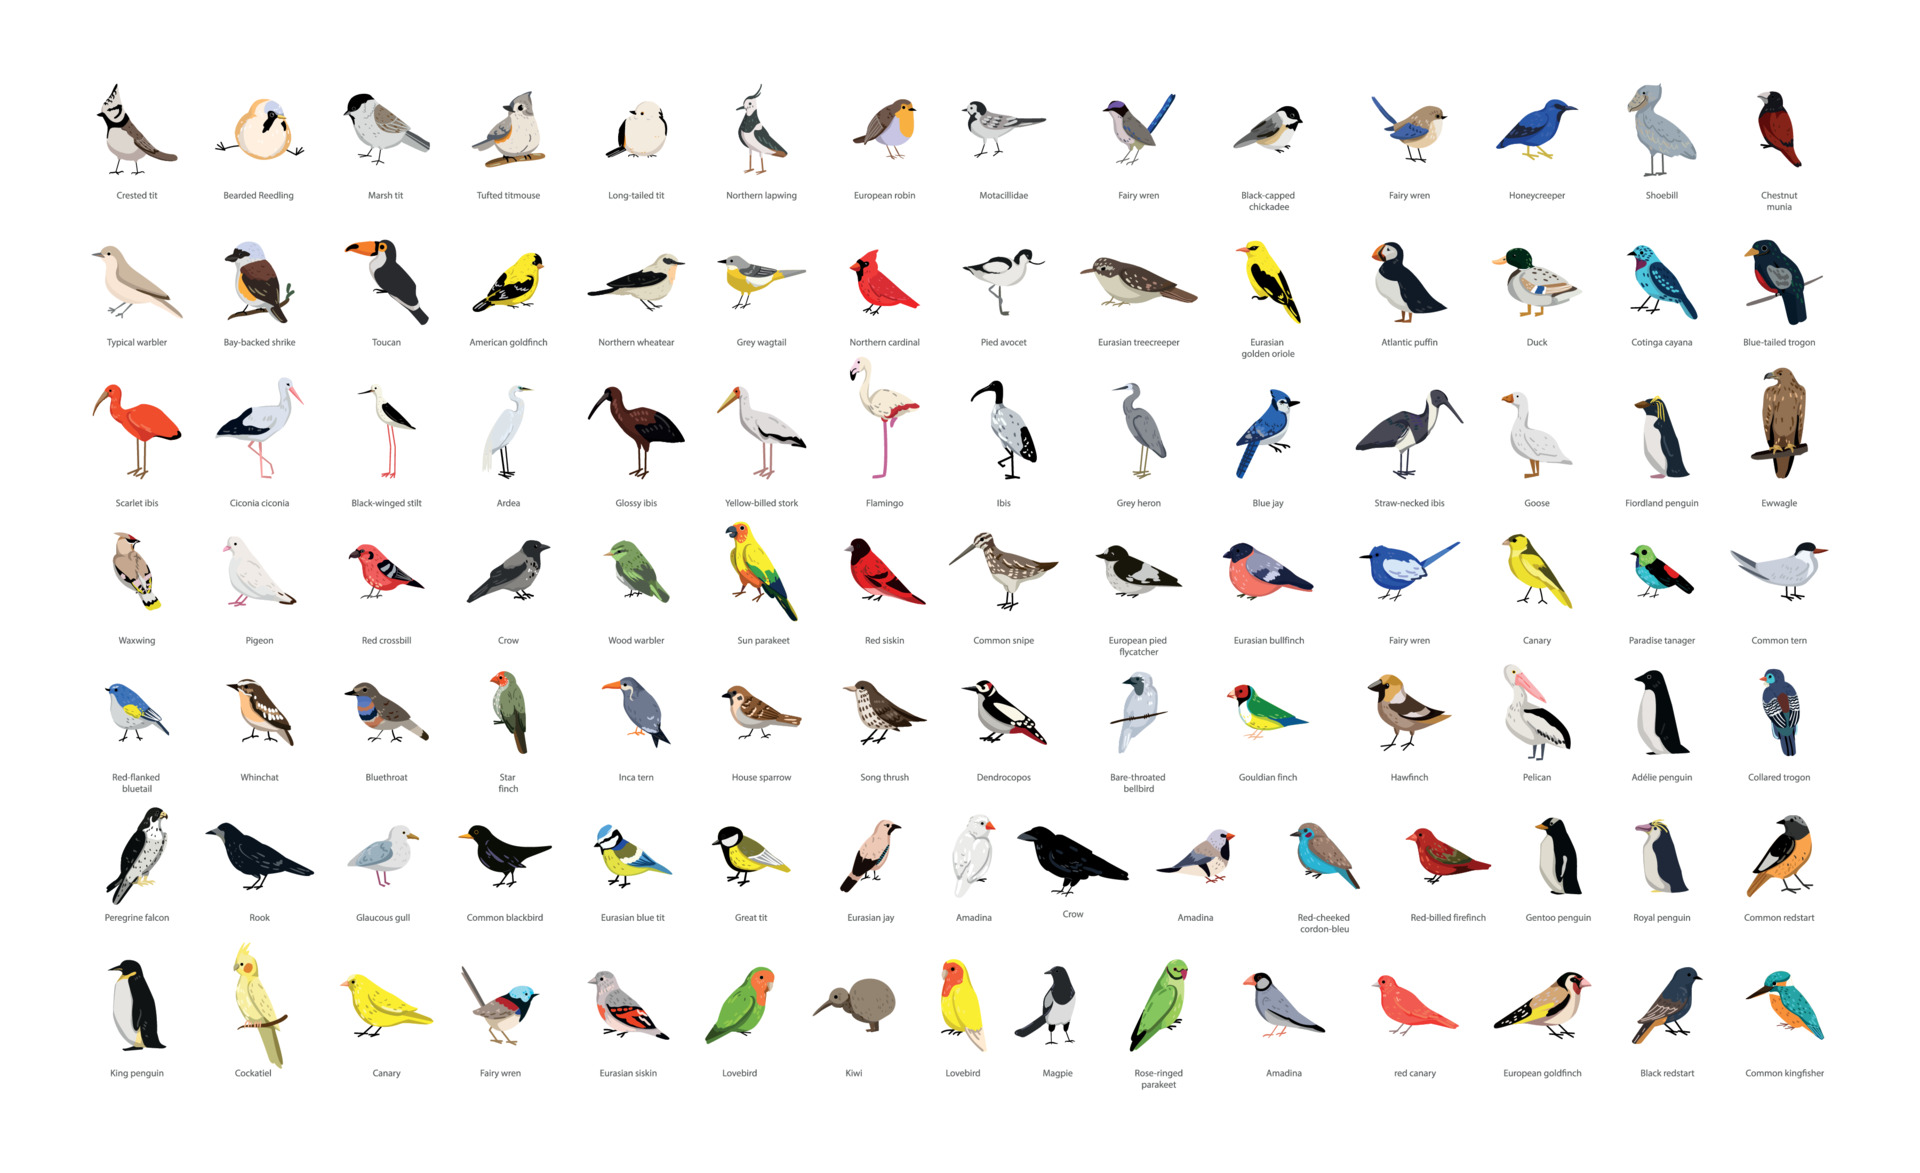 Crested tit
Bearded Reedling
Marsh tit
Tufted titmouse
Long-tailed tit
Northern lapwing
European robin
Motacillidae
Fairy wren
Black-capped
chickadee
Fairy wren
Honeycreeper
Shoebill
Chestnut
munia
Typical warbler
Bay-backed shrike
Toucan
American goldfinch
Northern wheatear
Grey wagtail
Northern cardinal
Pied avocet
Eurasian treecreeper
Eurasian
golden oriole
Atlantic puffin
Duck
Cotinga cayana
Blue-tailed trogon
Scarlet ibis
Ciconia ciconia
Black-winged stilt
Ardea
Glossy ibis
Yellow-billed stork
Flamingo
Ibis
Grey heron
Blue jay
Straw-necked ibis
Goose
Fiordland penguin
Ewwagle
Waxwing
Pigeon
Red crossbill
Crow
Wood warbler
Sun parakeet
Red siskin
Common snipe
European pied
flycatcher
Eurasian bullfinch
Fairy wren
Canary
Paradise tanager
Common tern
Red-flanked
bluetail
Whinchat
Bluethroat
Star
finch
Inca tern
House sparrow
Song thrush
Dendrocopos
Bare-throated
bellbird
Gouldian finch
Hawfinch
Pelican
Adélie penguin
Collared trogon
Peregrine falcon
Rook
Glaucous gull
Common blackbird
Eurasian blue tit
Great tit
Eurasian jay
Amadina
Crow
Amadina
Red-cheeked
cordon-bleu
Red-billed firefinch
Gentoo penguin
Royal penguin
Common redstart
King penguin
Cockatiel
Canary
Fairy wren
Eurasian siskin
Lovebird
Kiwi
Lovebird
Magpie
Rose-ringed
parakeet
Amadina
red canary
European goldfinch
Black redstart
Common kingfisher